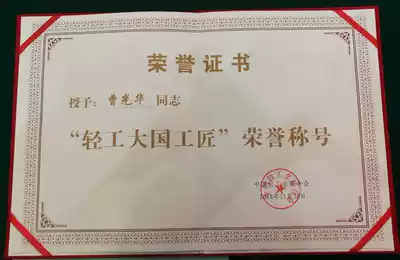 荣誉证书
授予：曹光华 同志
“轻工大国工匠”荣誉称号